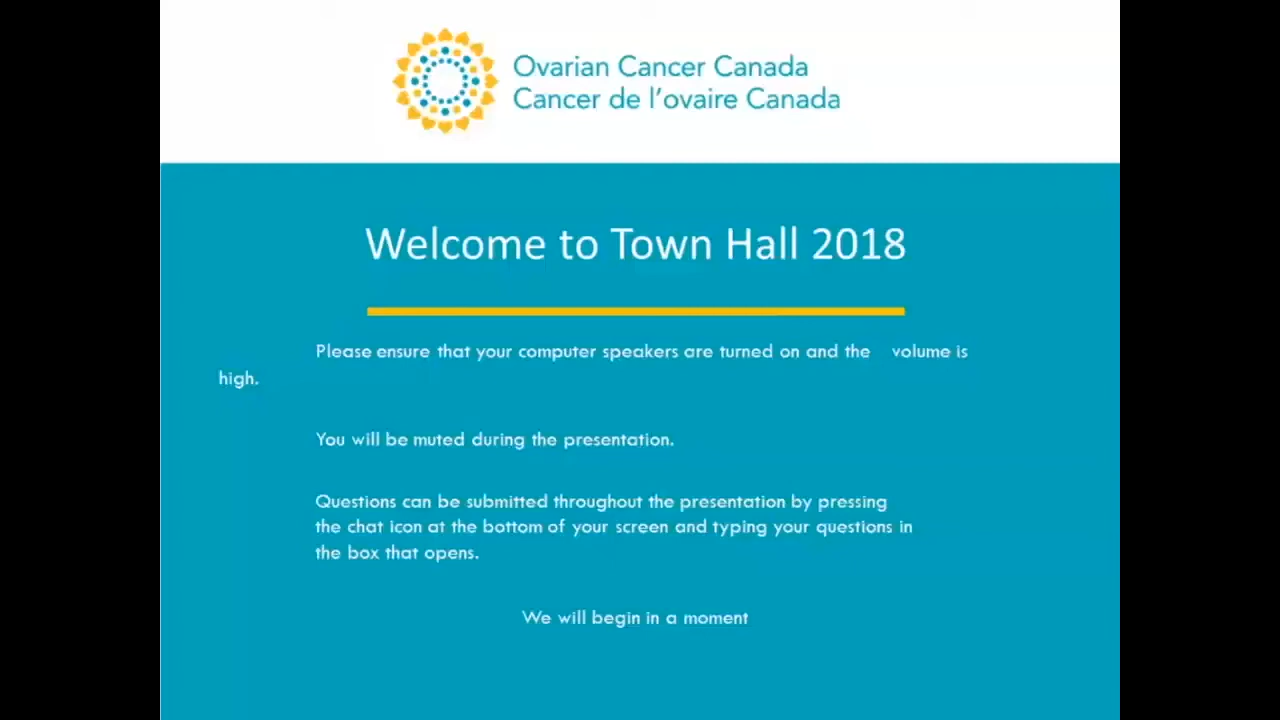 Ovarian Cancer Canada
Cancer de l'ovaire Canada
Welcome to Town Hall 2018
Please ensure that your computer speakers are turned on and the volume is
high.
You will be muted during the presentation.
Questions can be submitted throughout the presentation by pressing
the chat icon at the bottom of your screen and typing your questions in
the box that opens.
We will begin in a moment